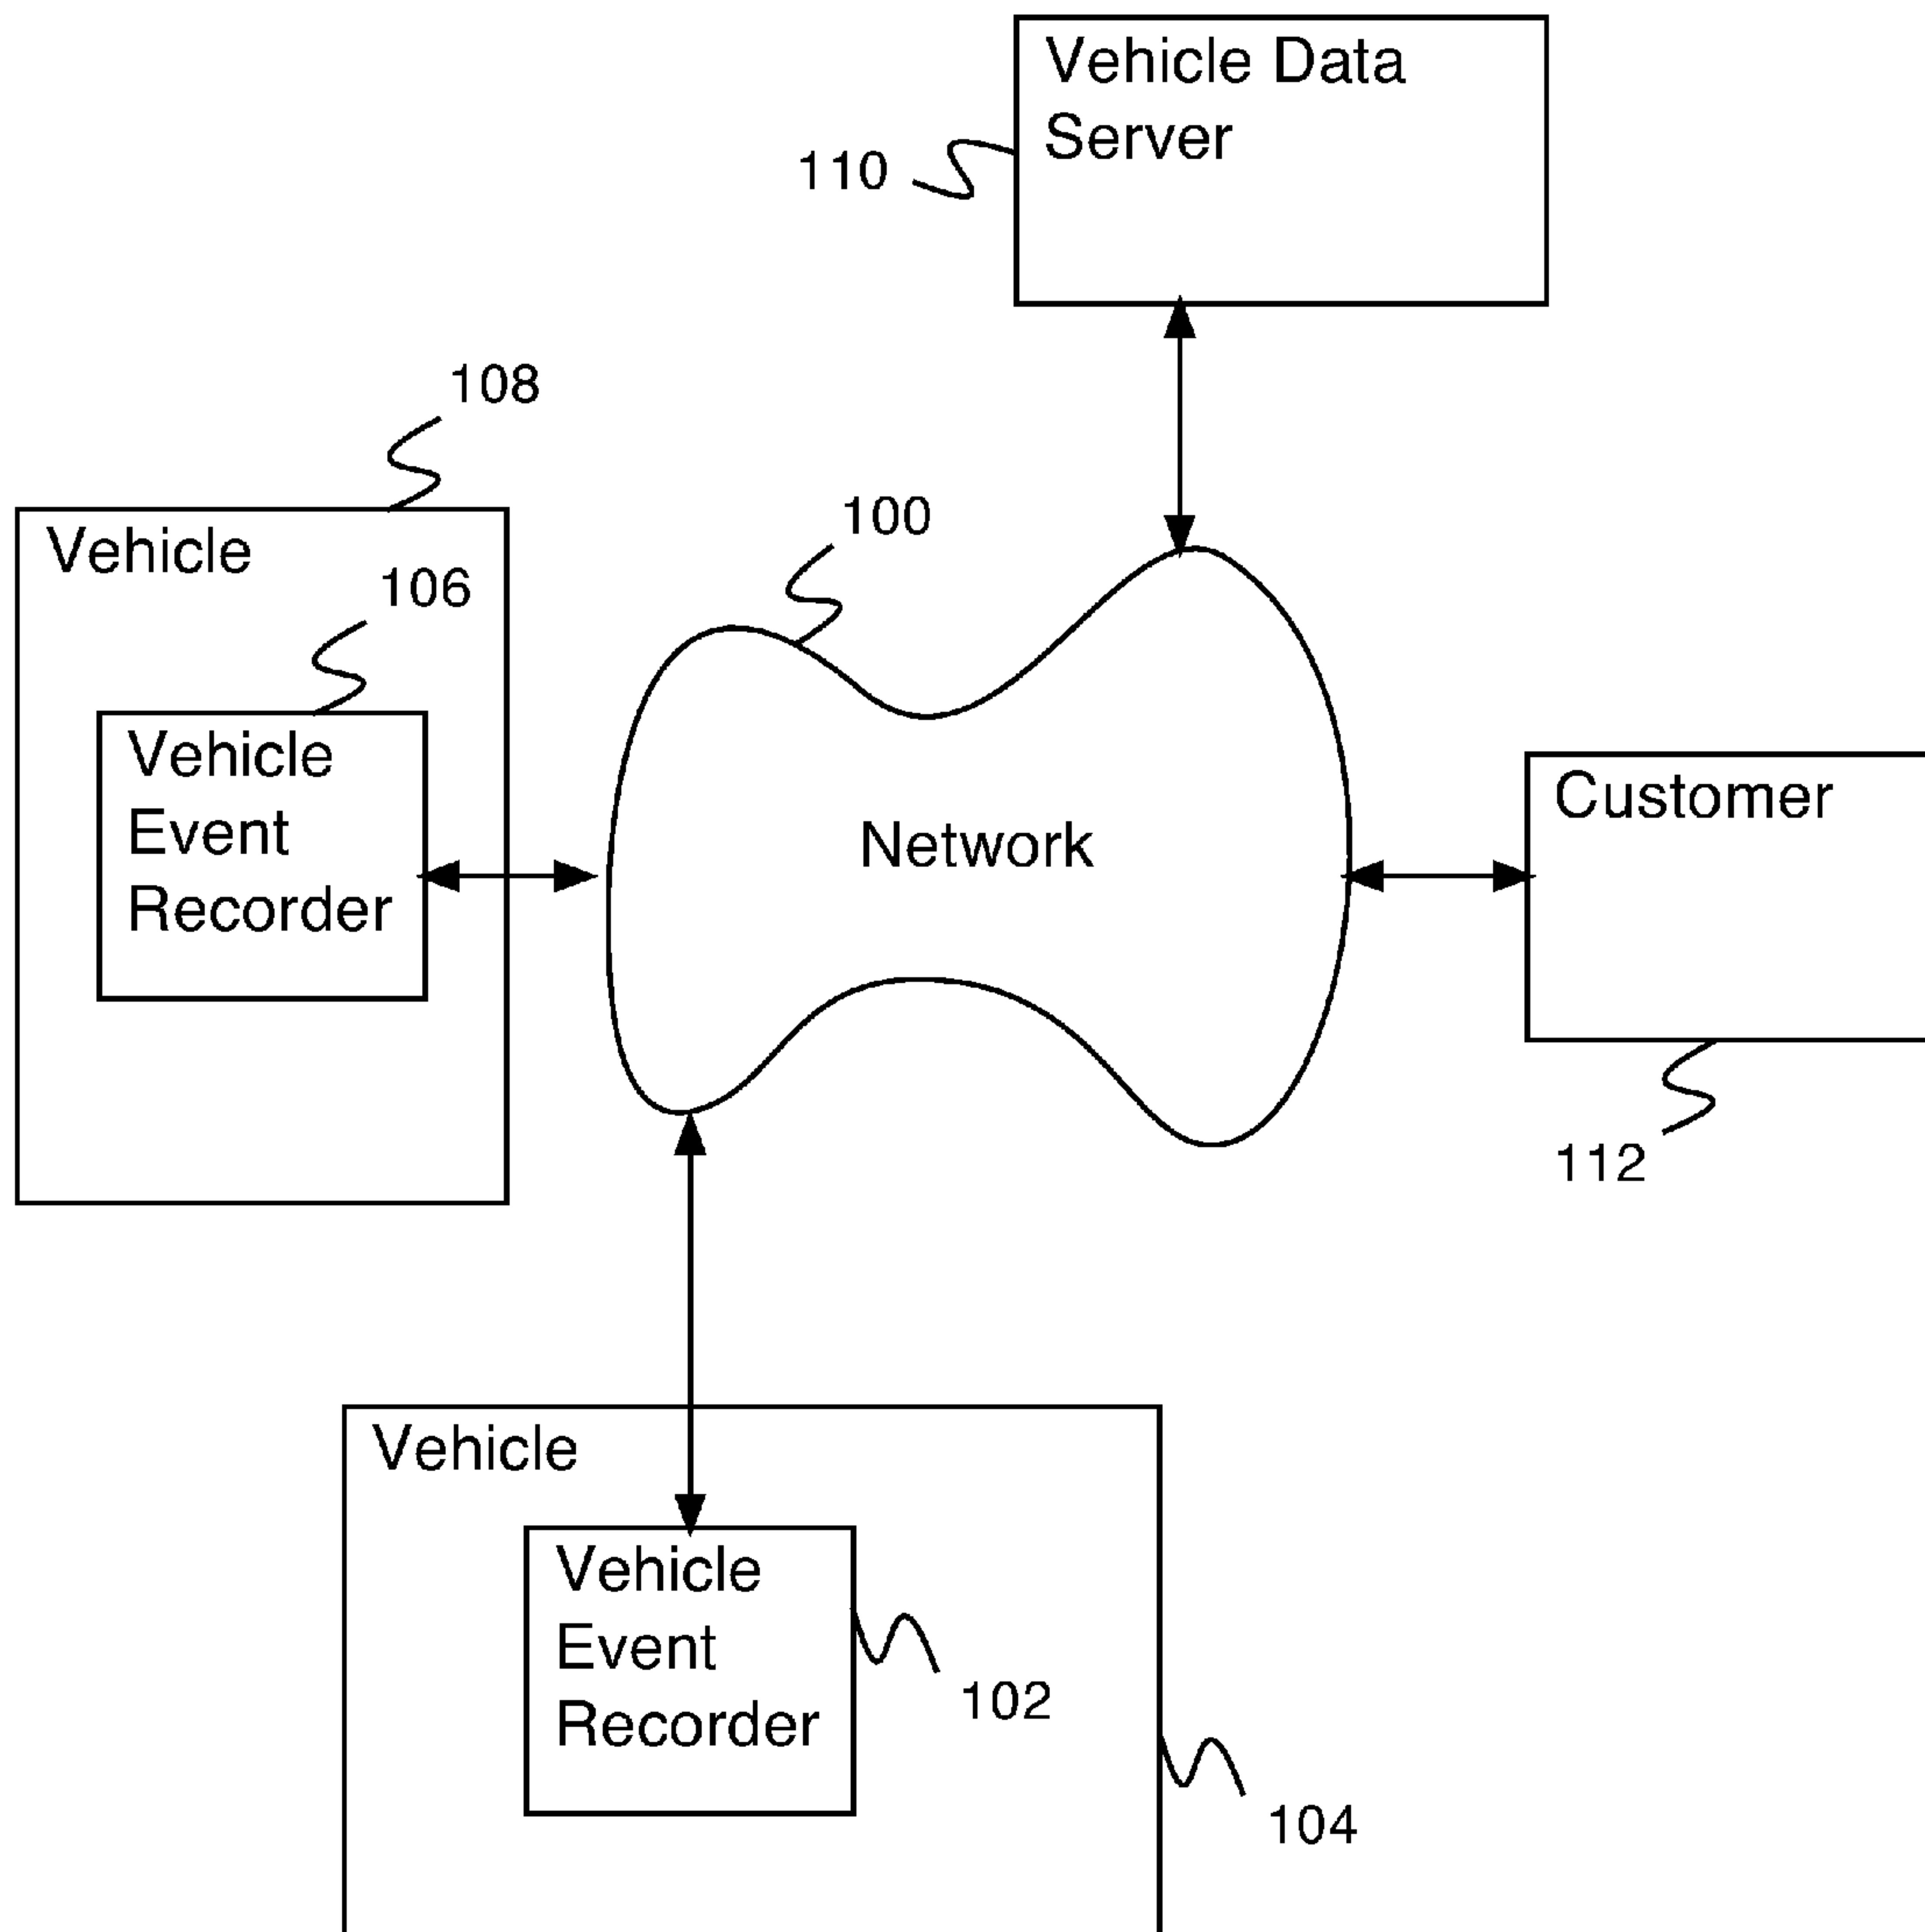 Vehicle Data
Server
110
108
Vehicle
106
100
Vehicle
Event
Recorder
Network
Customer
112
Vehicle
Vehicle
Event
Recorder
102
104